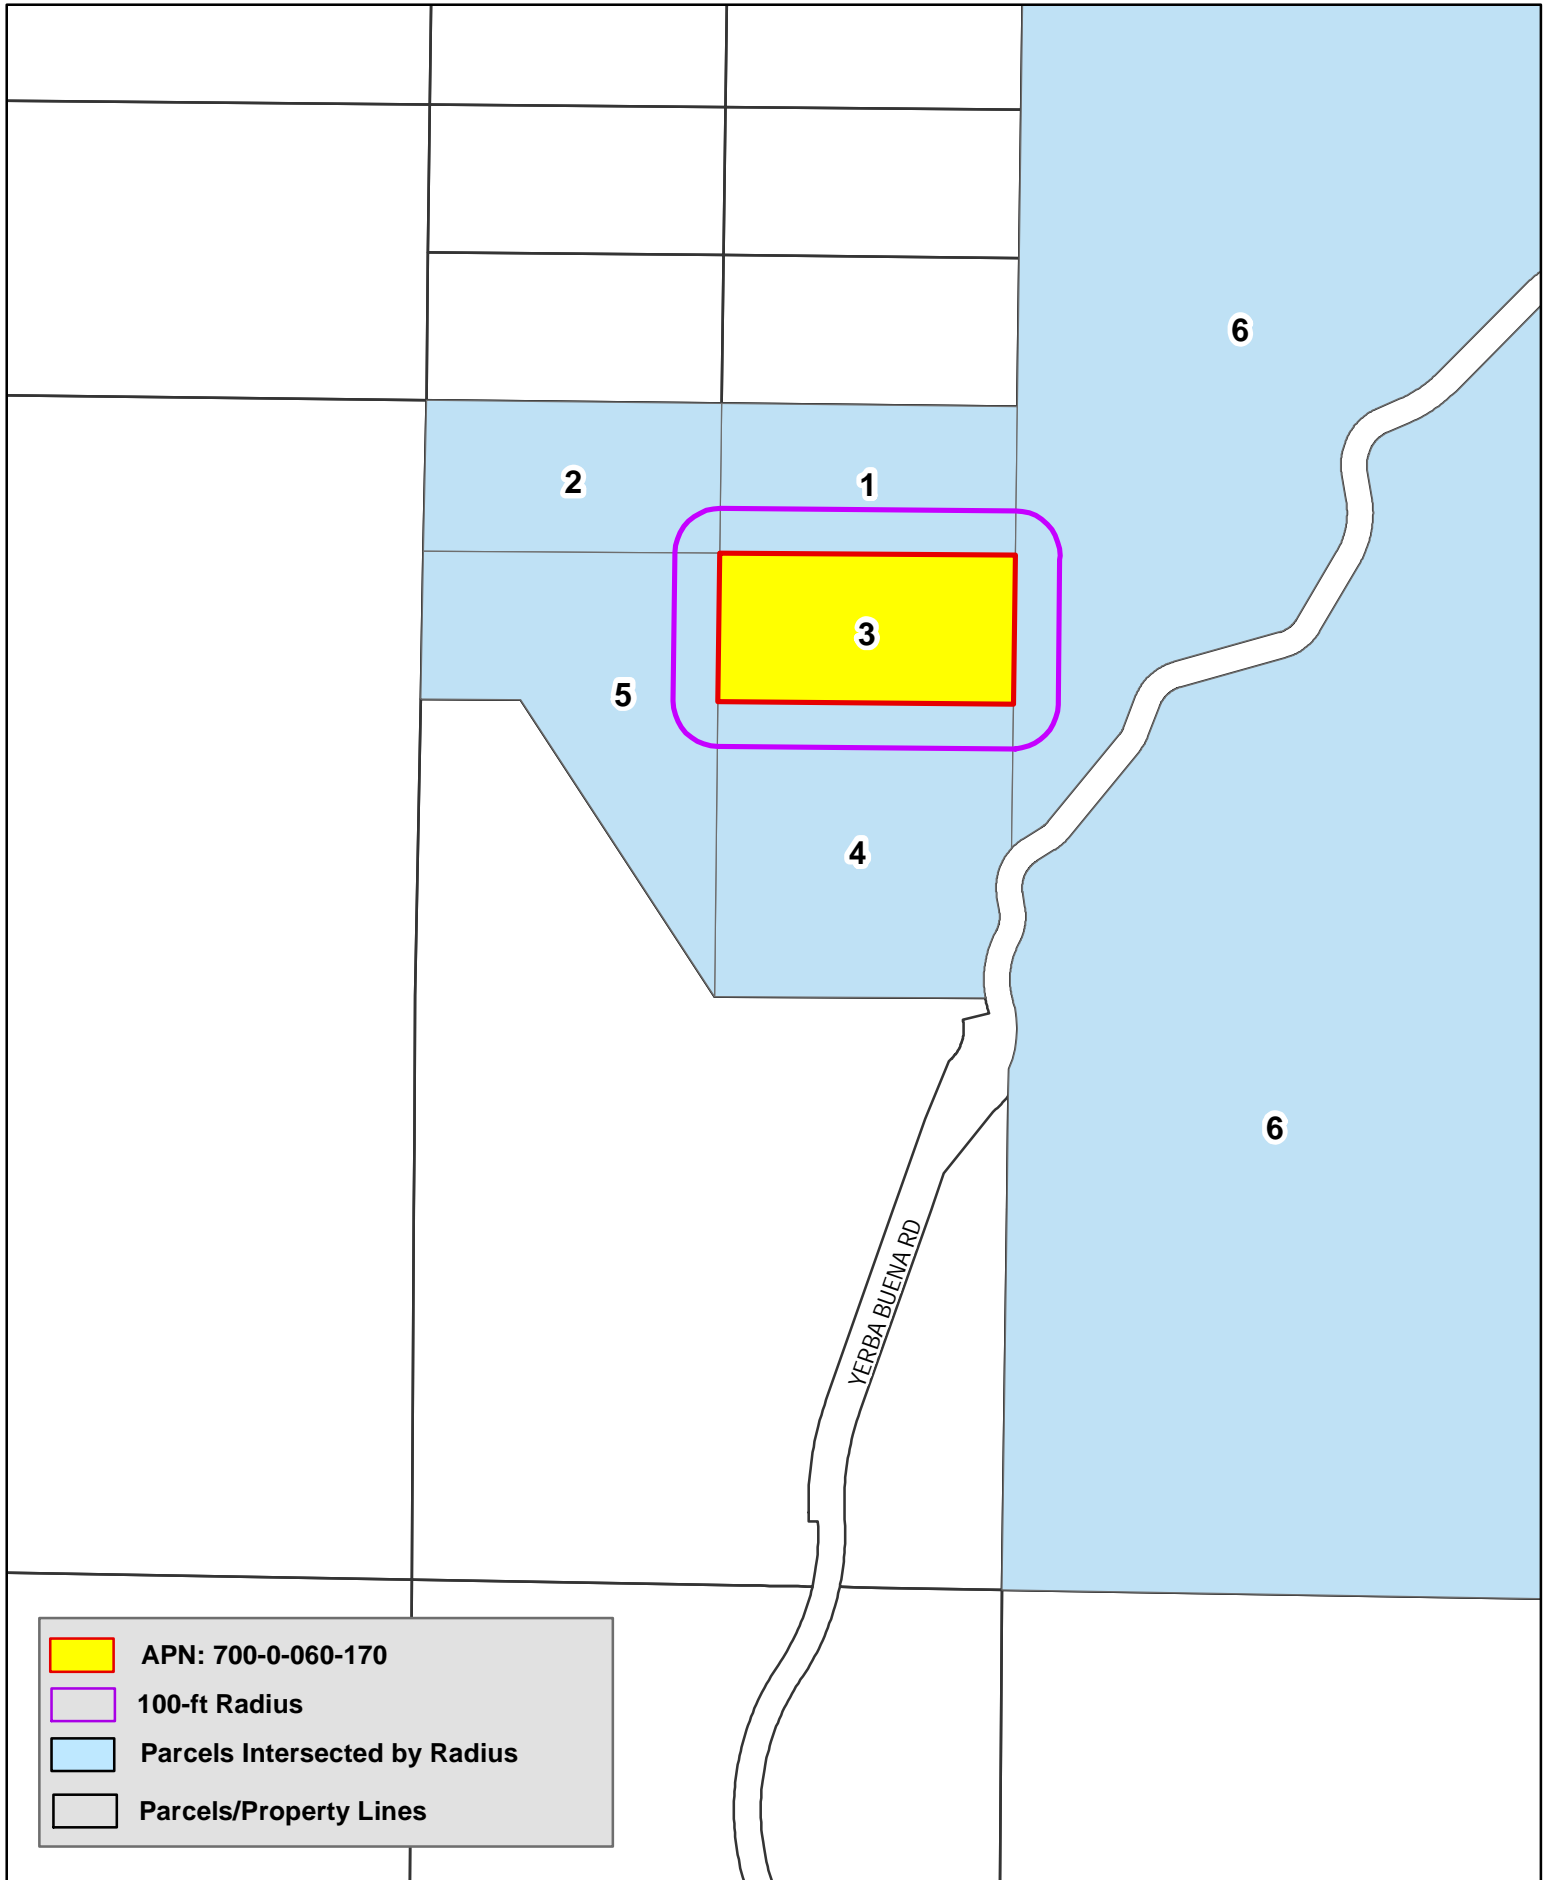 6
2
1
3
5
4
6
YERBA BUENA RD
APN: 700-0-060-170
100-ft Radius
Parcels Intersected by Radius
Parcels/Property Lines